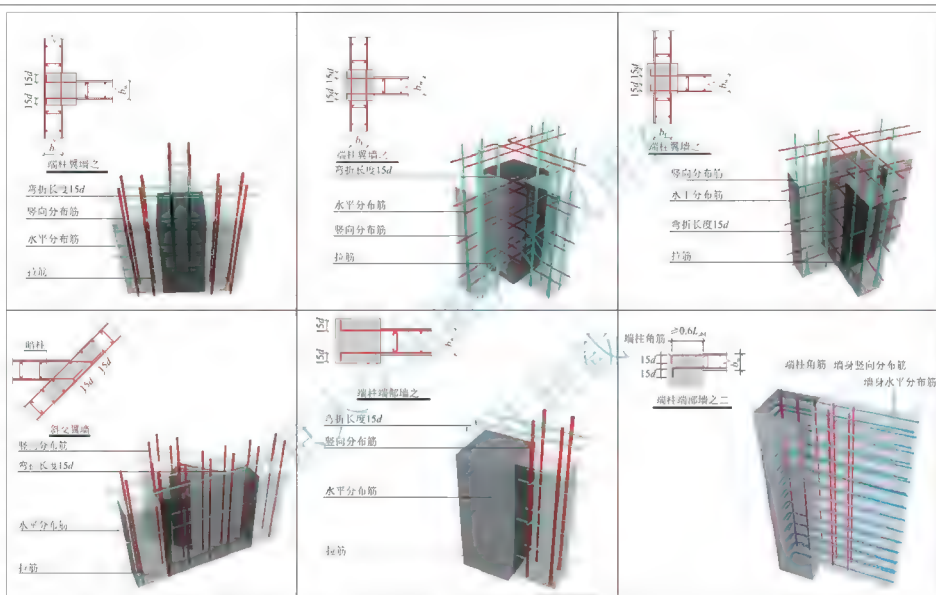 15d 15d
端柱翼墙之
弯折长度15d
竖向分布筋
水平分布筋
拉筋
15d 15d
端柱翼墙之
弯折长度15d
水平分布筋
竖向分布筋
拉筋
15d 15d
端柱翼墙之
竖向分布筋
水平分布筋
弯折长度15d
拉筋
15d
15d
斜交翼墙
竖向分布筋
弯折长度15d
水平分布筋
拉筋
15d 15d
端柱端部墙之
弯折长度15d
竖向分布筋
水平分布筋
拉筋
端柱角筋
15d
15d
端柱端部墙之二
端柱角筋 墙身竖向分布筋
墙身水平分布筋